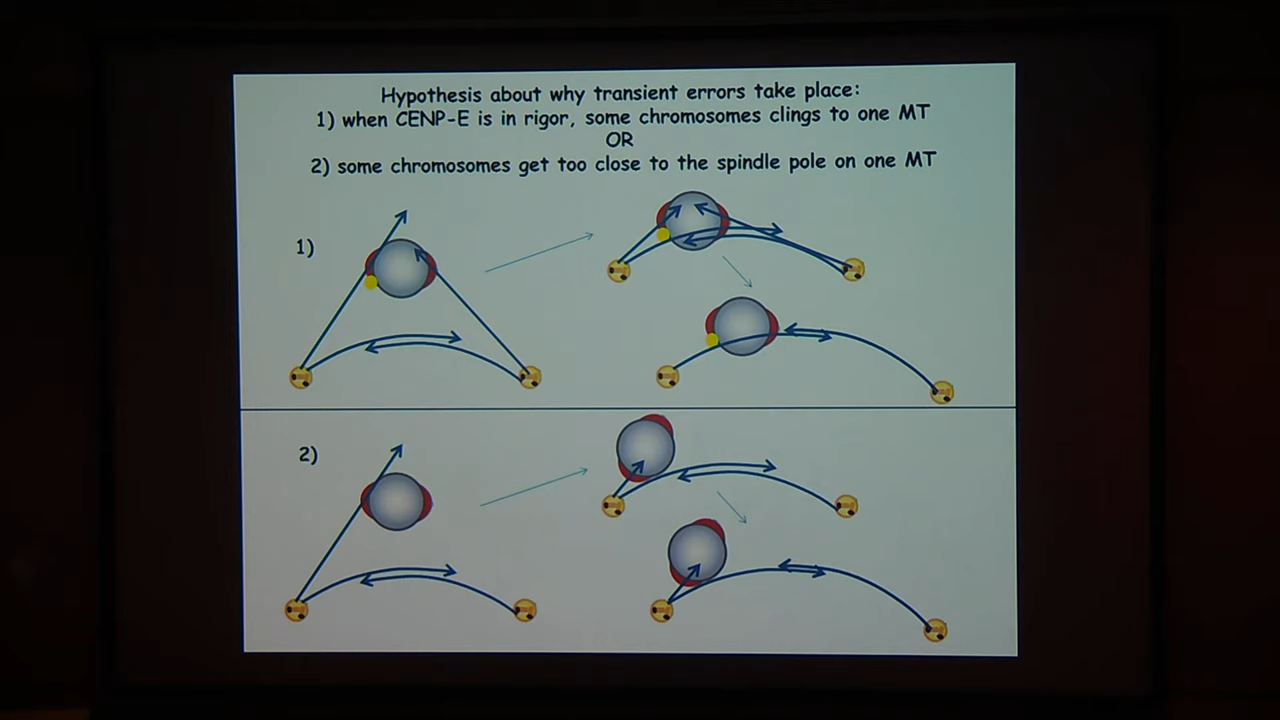 Hypothesis about why transient errors take place:
1) when CENP-E is in rigor, some chromosomes clings to one MT
OR
2) some chromosomes get too close to the spindle pole on one MT
1)
2)